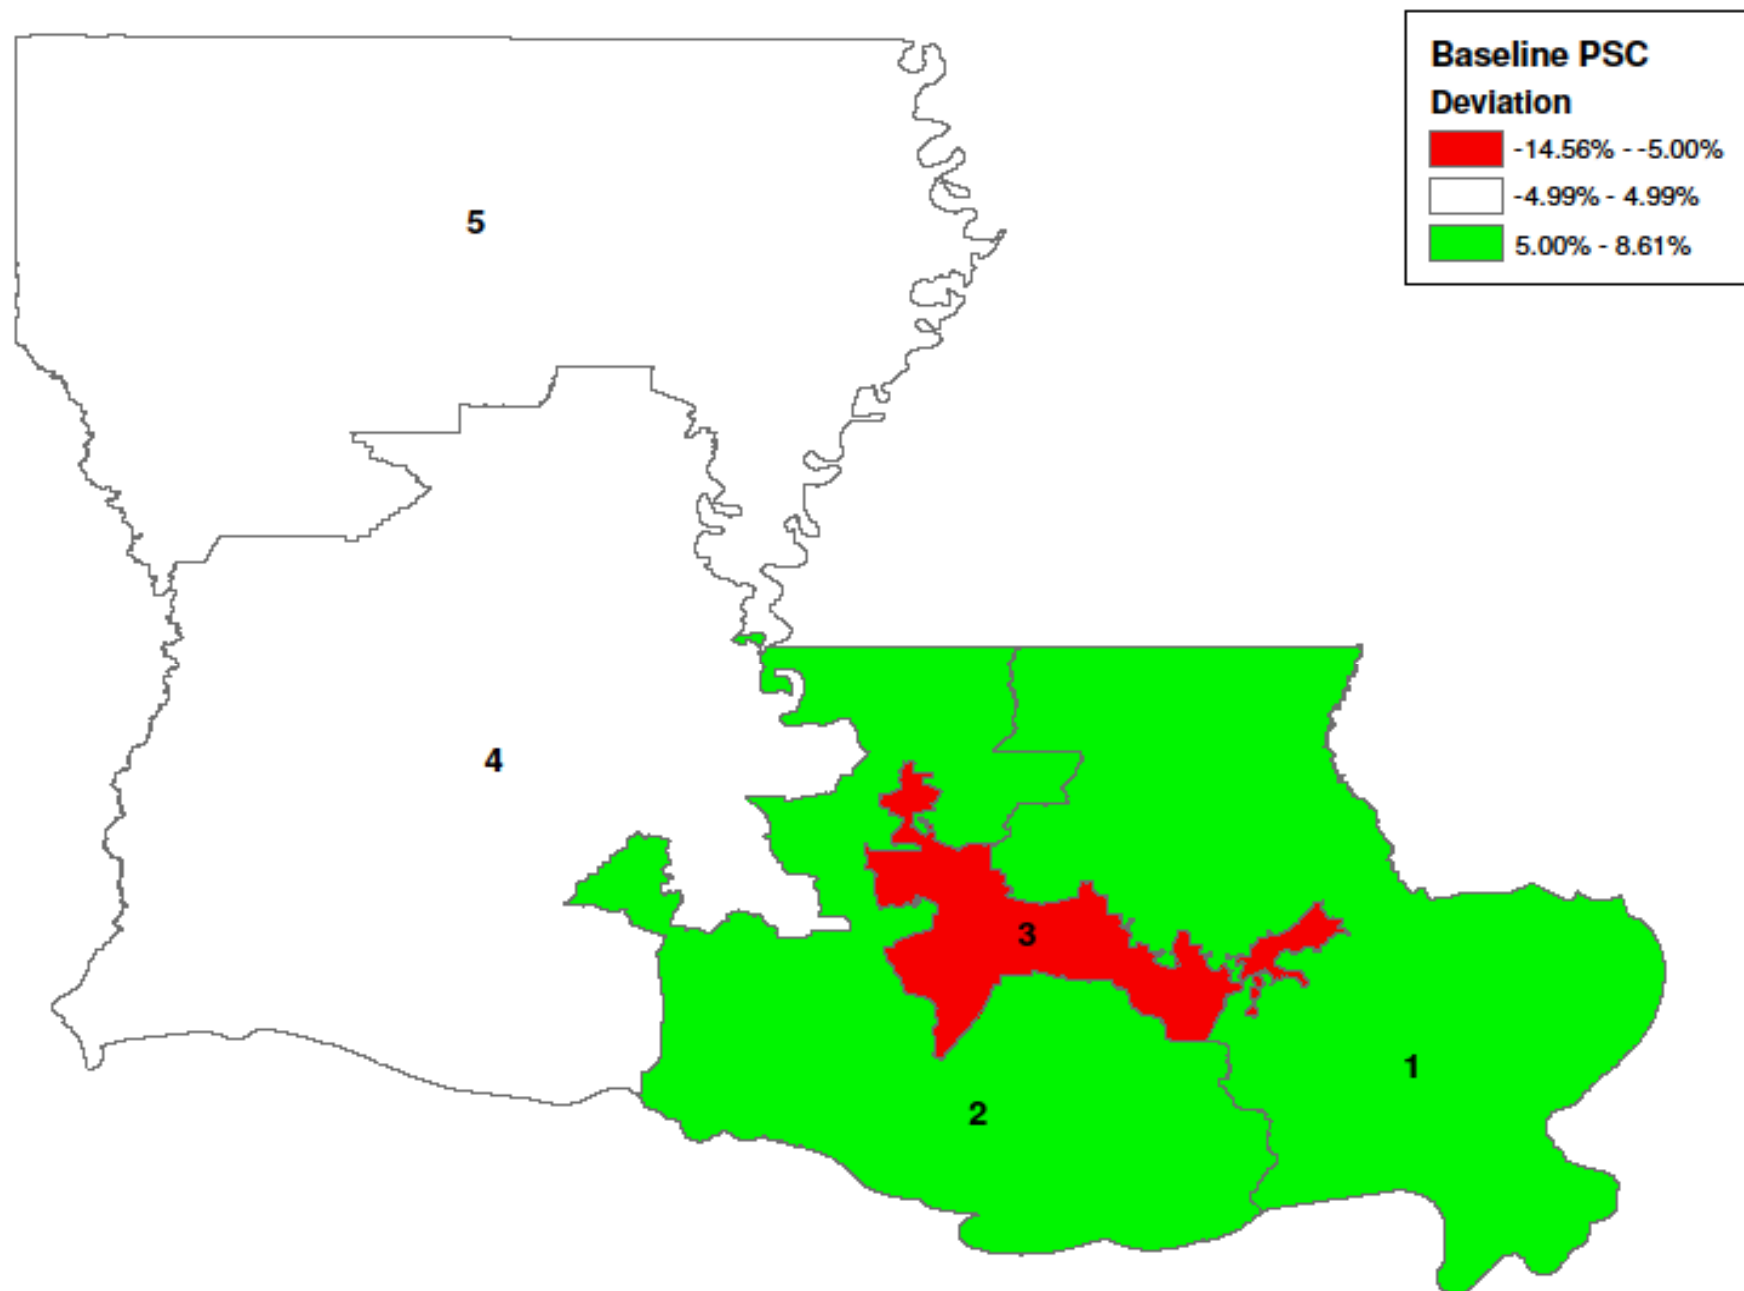 Baseline PSC
Deviation
-14.56% - -5.00%
-4.99% - 4.99%
5.00% - 8.61%
5
4
3
1
2